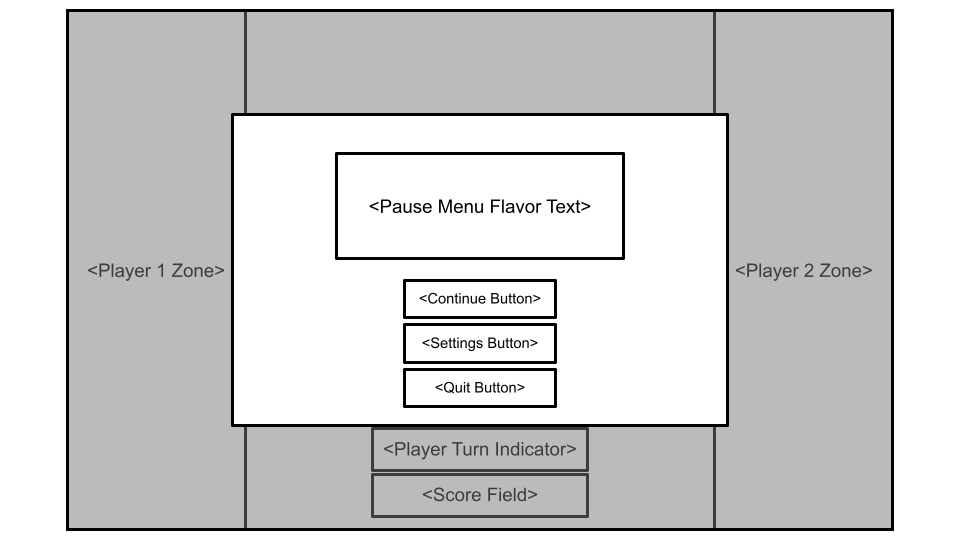 <Pause Menu Flavor Text>
<Player 1 Zone>
<Player 2 Zone>
<Continue Button>
<Settings Button>
<Quit Button>
<Player Turn Indicator>
<Score Field>